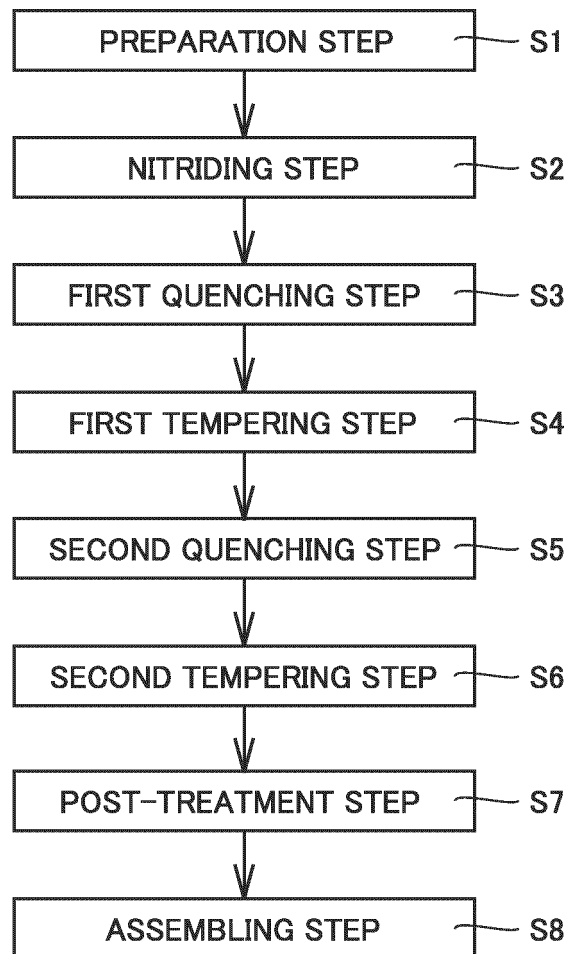 PREPARATION STEP S1
NITRIDING STEP S2
FIRST QUENCHING STEP S3
FIRST TEMPERING STEP S4
SECOND QUENCHING STEP S5
SECOND TEMPERING STEP S6
POST-TREATMENT STEP S7
ASSEMBLING STEP S8